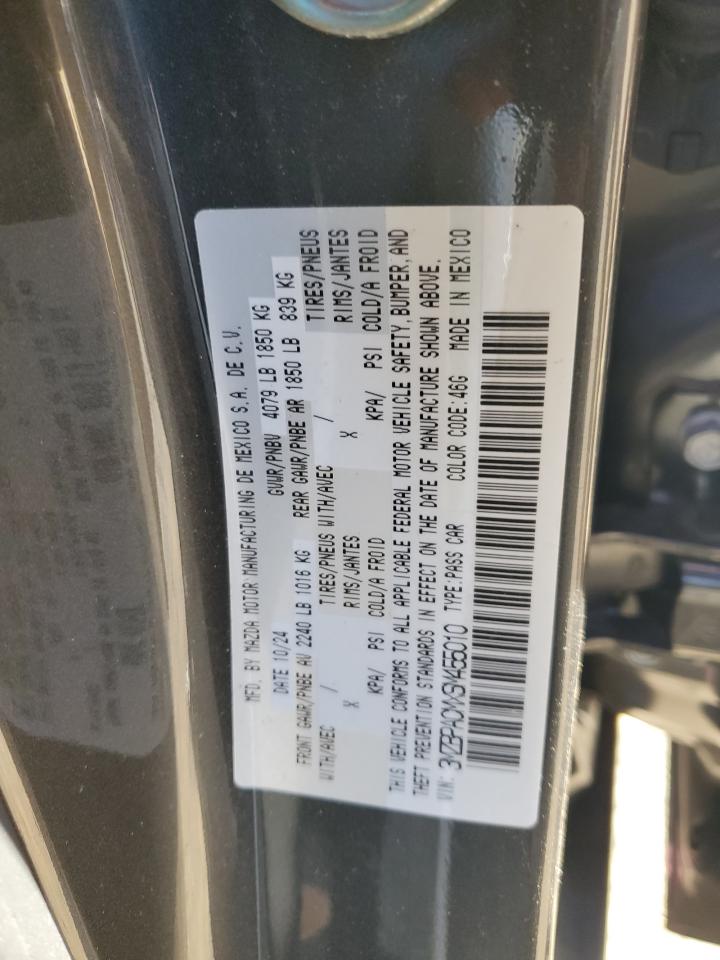 MFD. BY MAZDA MOTOR MANUFACTURING DE MEXICO S.A. DE C.V.
DATE 10/24 GVWR/PNBV 4079 LB 1850 KG
FRONT GAWR/PNBE AV 2240 LB 1016 KG REAR GAWR/PNBE AR 1850 LB 839 KG
WITH/AVEC / TIRES/PNEUS WITH/AVEC / TIRES/PNEUS
X RIMS/JANTES X RIMS/JANTES
KPA/ PSI COLD/A FROID KPA/ PSI COLD/A FROID
THIS VEHICLE CONFORMS TO ALL APPLICABLE FEDERAL MOTOR VEHICLE SAFETY, BUMPER, AND
THEFT PREVENTION STANDARDS IN EFFECT ON THE DATE OF MANUFACTURE SHOWN ABOVE.
VIN: TYPE:PASS CAR COLOR CODE:46G MADE IN MEXICO